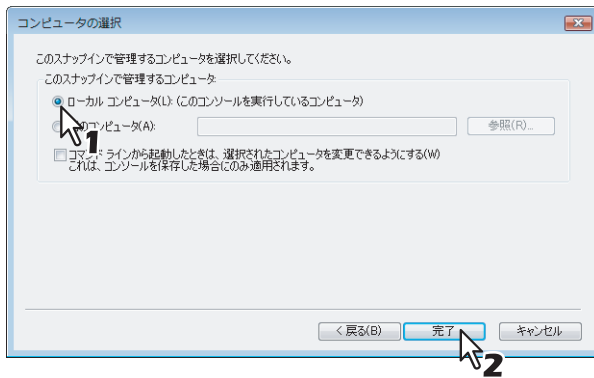 コンピュータの選択
このスナップインで管理するコンピュータを選択してください。
このスナップインで管理するコンピュータ:
ローカル コンピュータ(L): (このコンソールを実行しているコンピュータ)
コンピュータ(A):
参照(R)...
1
コマンド ラインから起動したときは、選択されたコンピュータを変更できるようにする(W)
これは、コンソールを保存した場合にのみ適用されます。
< 戻る(B)
完了
キャンセル
2